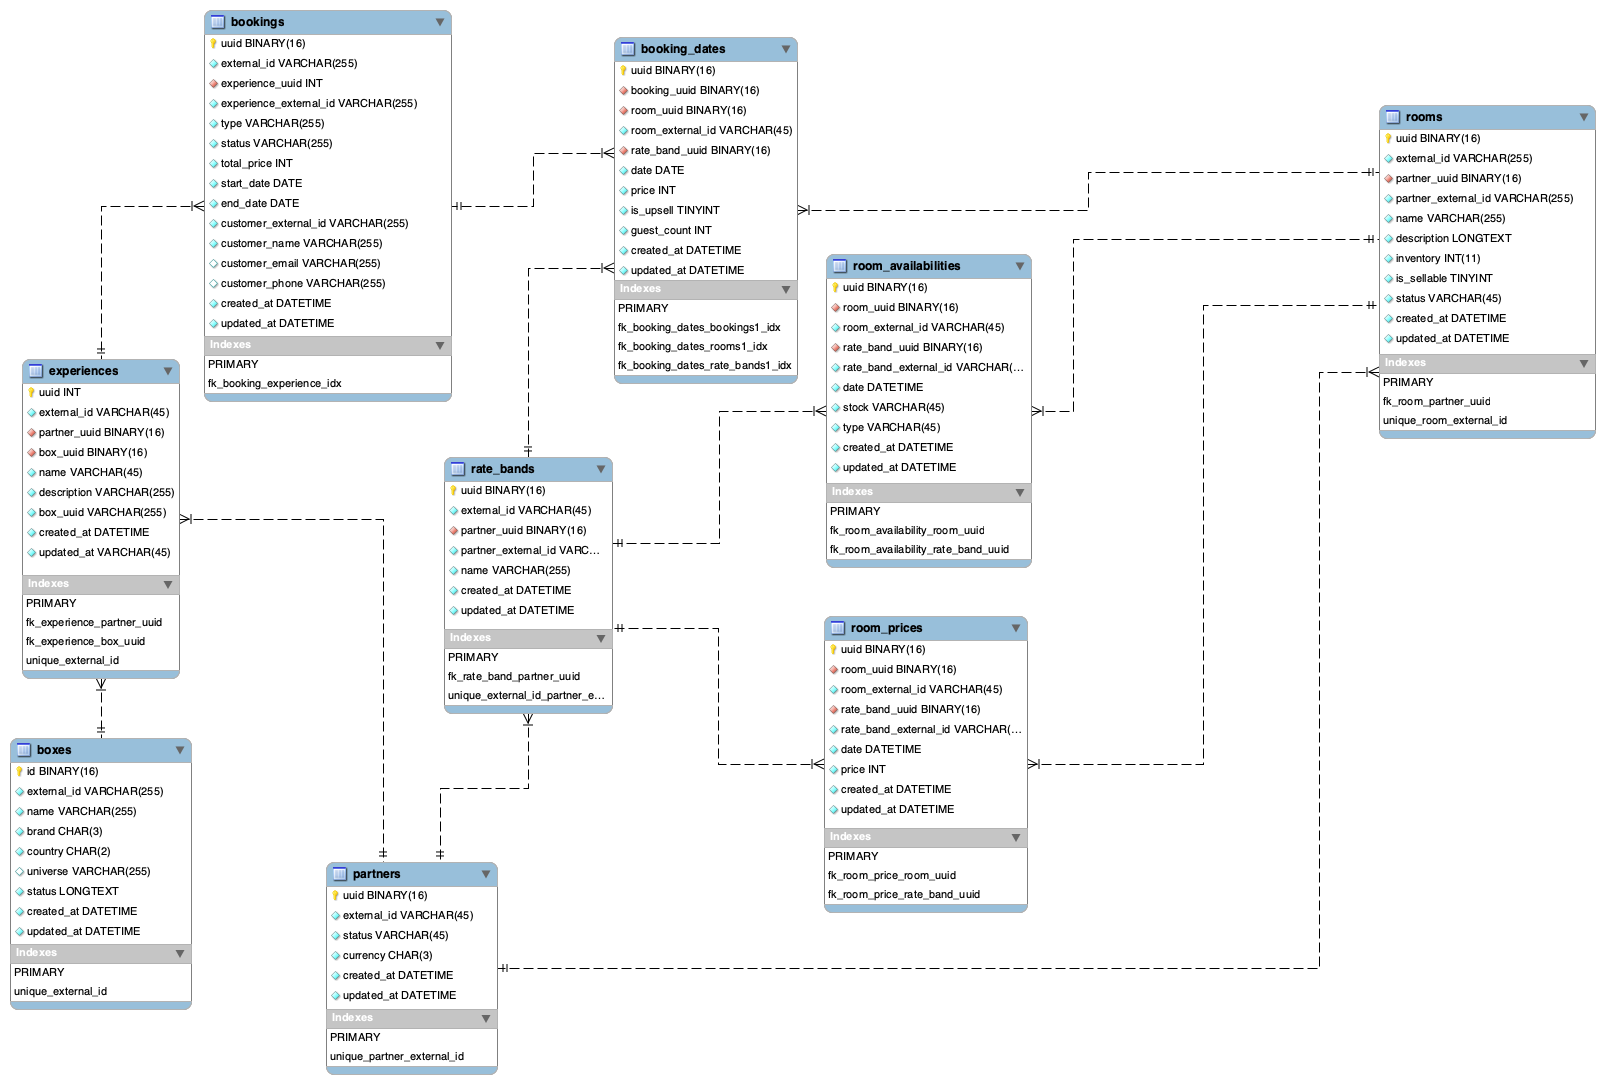 bookings
uuid BINARY(16)
external_id VARCHAR(255)
experience_uuid INT
experience_external_id VARCHAR(255)
type VARCHAR(255)
status VARCHAR(255)
total_price INT
start_date DATE
end_date DATE
customer_external_id VARCHAR(255)
customer_name VARCHAR(255)
customer_email VARCHAR(255)
customer_phone VARCHAR(255)
created_at DATETIME
updated_at DATETIME
Indexes
PRIMARY
fk_booking_experience_idx
booking_dates
uuid BINARY(16)
booking_uuid BINARY(16)
room_uuid BINARY(16)
room_external_id VARCHAR(45)
rate_band_uuid BINARY(16)
date DATE
price INT
is_upsell TINYINT
guest_count INT
created_at DATETIME
updated_at DATETIME
Indexes
PRIMARY
fk_booking_dates_bookings1_idx
fk_booking_dates_rooms1_idx
fk_booking_dates_rate_bands1_idx
rooms
uuid BINARY(16)
external_id VARCHAR(255)
partner_uuid BINARY(16)
partner_external_id VARCHAR(255)
name VARCHAR(255)
description LONGTEXT
inventory INT(11)
is_sellable TINYINT
status VARCHAR(45)
created_at DATETIME
updated_at DATETIME
Indexes
PRIMARY
fk_room_partner_uuid
unique_room_external_id
room_availabilities
uuid BINARY(16)
room_uuid BINARY(16)
room_external_id VARCHAR(45)
rate_band_uuid BINARY(16)
rate_band_external_id VARCHAR(...
date DATETIME
stock VARCHAR(45)
type VARCHAR(45)
created_at DATETIME
updated_at DATETIME
Indexes
PRIMARY
fk_room_availability_room_uuid
fk_room_availability_rate_band_uuid
experiences
uuid INT
external_id VARCHAR(45)
partner_uuid BINARY(16)
box_uuid BINARY(16)
name VARCHAR(45)
description VARCHAR(255)
box_uuid VARCHAR(255)
created_at DATETIME
updated_at VARCHAR(45)
Indexes
PRIMARY
fk_experience_partner_uuid
fk_experience_box_uuid
unique_external_id
rate_bands
uuid BINARY(16)
external_id VARCHAR(45)
partner_uuid BINARY(16)
partner_external_id VARC...
name VARCHAR(255)
created_at DATETIME
updated_at DATETIME
Indexes
PRIMARY
fk_rate_band_partner_uuid
unique_external_id_partner_e...
room_prices
uuid BINARY(16)
room_uuid BINARY(16)
room_external_id VARCHAR(45)
rate_band_uuid BINARY(16)
rate_band_external_id VARCHAR(...
date DATETIME
price INT
created_at DATETIME
updated_at DATETIME
Indexes
PRIMARY
fk_room_price_room_uuid
fk_room_price_rate_band_uuid
boxes
id BINARY(16)
external_id VARCHAR(255)
name VARCHAR(255)
brand CHAR(3)
country CHAR(2)
universe VARCHAR(255)
status LONGTEXT
created_at DATETIME
updated_at DATETIME
Indexes
PRIMARY
unique_external_id
partners
uuid BINARY(16)
external_id VARCHAR(45)
status VARCHAR(45)
currency CHAR(3)
created_at DATETIME
updated_at DATETIME
Indexes
PRIMARY
unique_partner_external_id